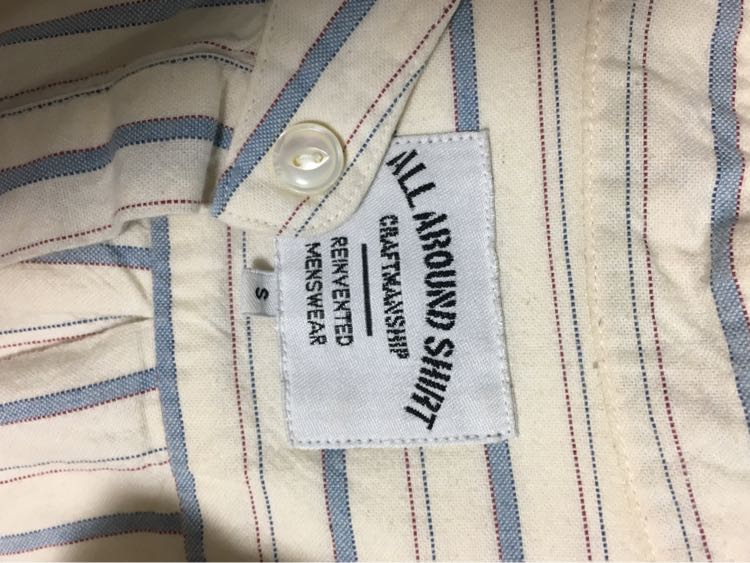 ALL AROUND SHIRT
CRAFTMANSHIP
REINVENTED
MENSWEAR
S